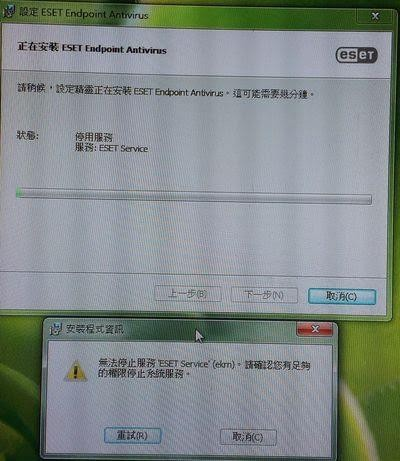 設定 ESET Endpoint Antivirus
正在安裝 ESET Endpoint Antivirus
eseT
請稍候，設定精靈正在安裝 ESET Endpoint Antivirus。這可能需要幾分鐘。
狀態: 停用服務
服務: ESET Service
上一步(B) 下一步(N) 取消(C)
安裝程式資訊
無法停止服務 'ESET Service' (ekrn)。請確認您有足夠
的權限停止系統服務。
重試(R) 取消(C)